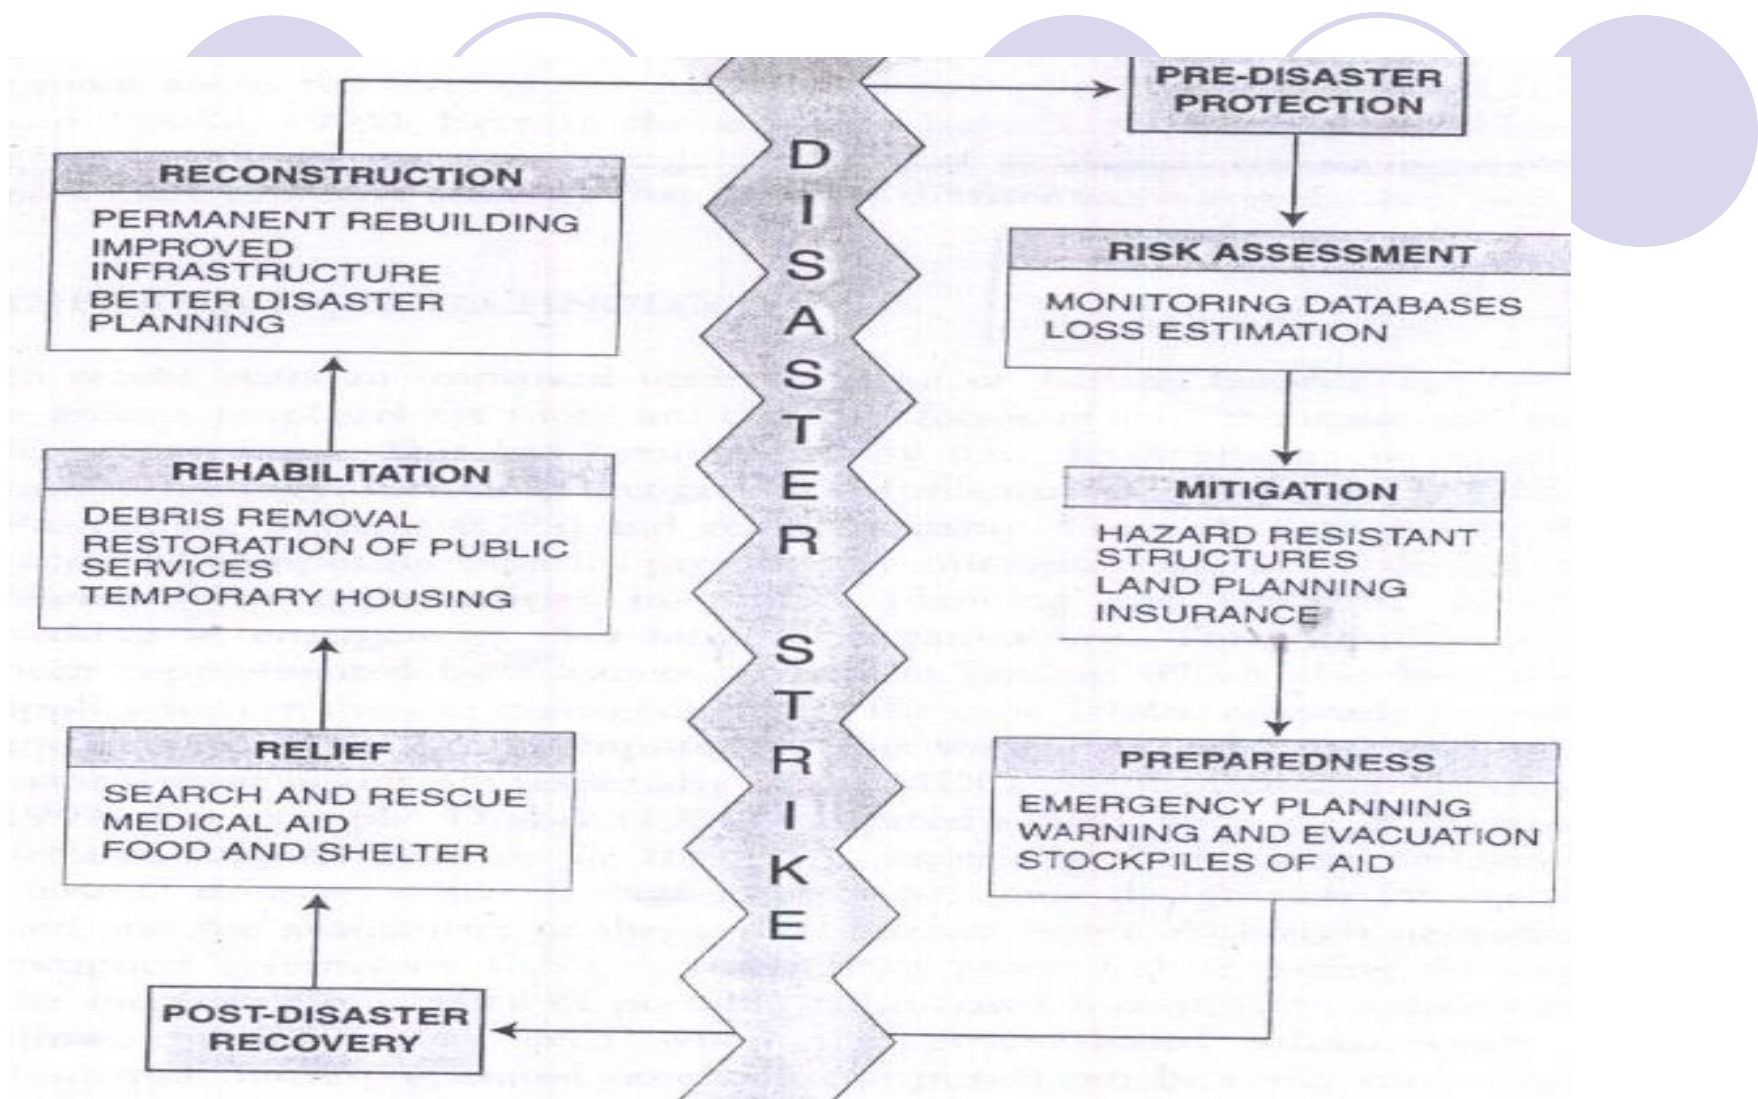 PRE-DISASTER
PROTECTION
RISK ASSESSMENT
MONITORING DATABASES
LOSS ESTIMATION
MITIGATION
HAZARD RESISTANT
STRUCTURES
LAND PLANNING
INSURANCE
PREPAREDNESS
EMERGENCY PLANNING
WARNING AND EVACUATION
STOCKPILES OF AID
DISASTER STRIKE
POST-DISASTER
RECOVERY
RELIEF
SEARCH AND RESCUE
MEDICAL AID
FOOD AND SHELTER
REHABILITATION
DEBRIS REMOVAL
RESTORATION OF PUBLIC
SERVICES
TEMPORARY HOUSING
RECONSTRUCTION
PERMANENT REBUILDING
IMPROVED
INFRASTRUCTURE
BETTER DISASTER
PLANNING